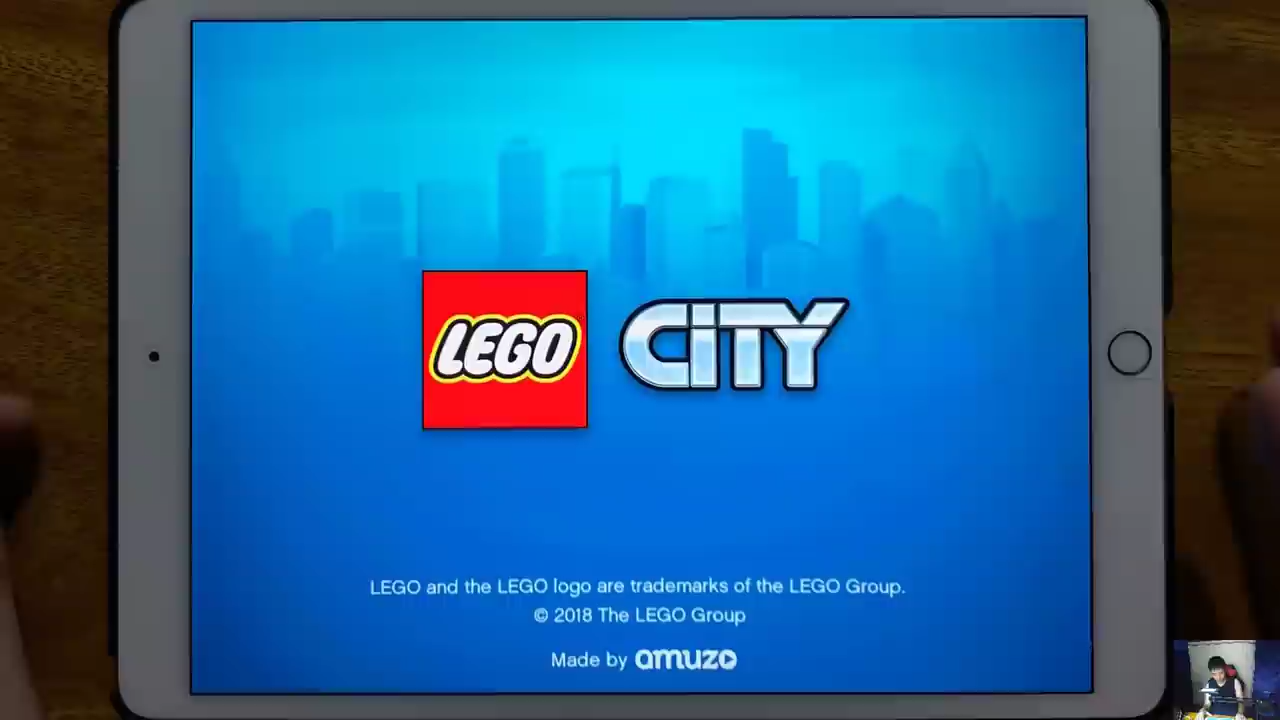 LEGO CITY
LEGO and the LEGO logo are trademarks of the LEGO Group.
© 2018 The LEGO Group
Made by amuzo